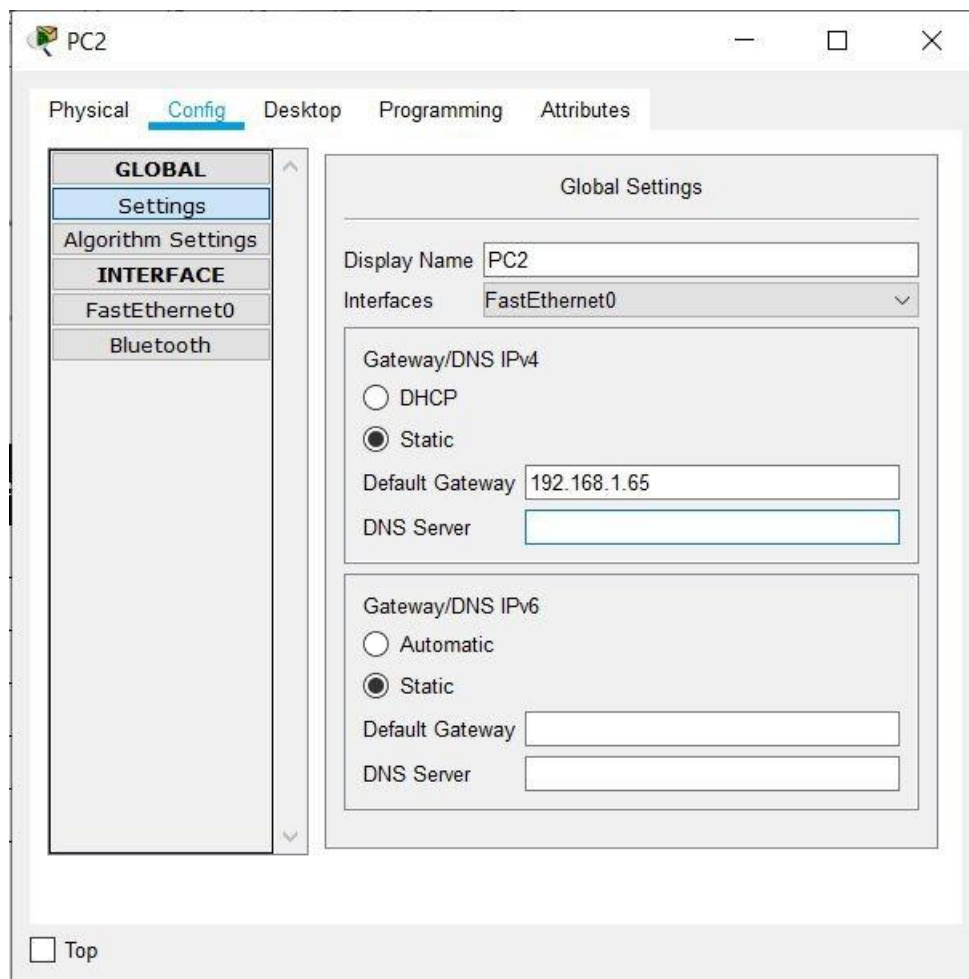 PC2
Physical Config Desktop Programming Attributes
GLOBAL
Settings
Algorithm Settings
INTERFACE
FastEthernet0
Bluetooth
Global Settings
Display Name PC2
Interfaces FastEthernet0
Gateway/DNS IPv4
DHCP
Static
Default Gateway 192.168.1.65
DNS Server
Gateway/DNS IPv6
Automatic
Static
Default Gateway
DNS Server
Top